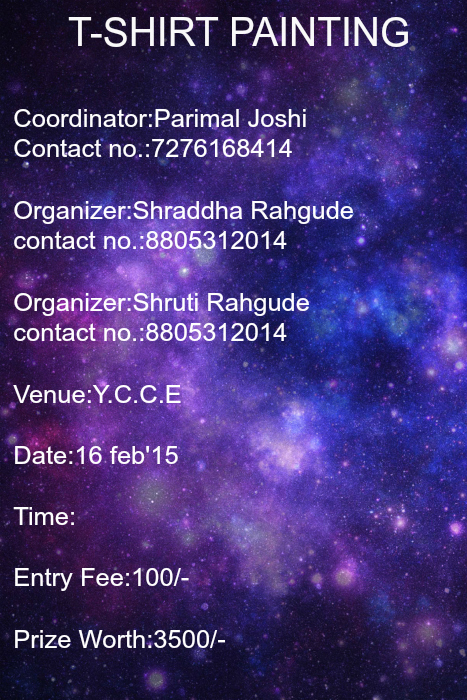 T-SHIRT PAINTING
Coordinator:Parimal Joshi
Contact no.:7276168414
Organizer:Shraddha Rahgude
contact no.:8805312014
Organizer:Shruti Rahgude
contact no.:8805312014
Venue:Y.C.C.E
Date:16 feb'15
Time:
Entry Fee:100/-
Prize Worth:3500/-